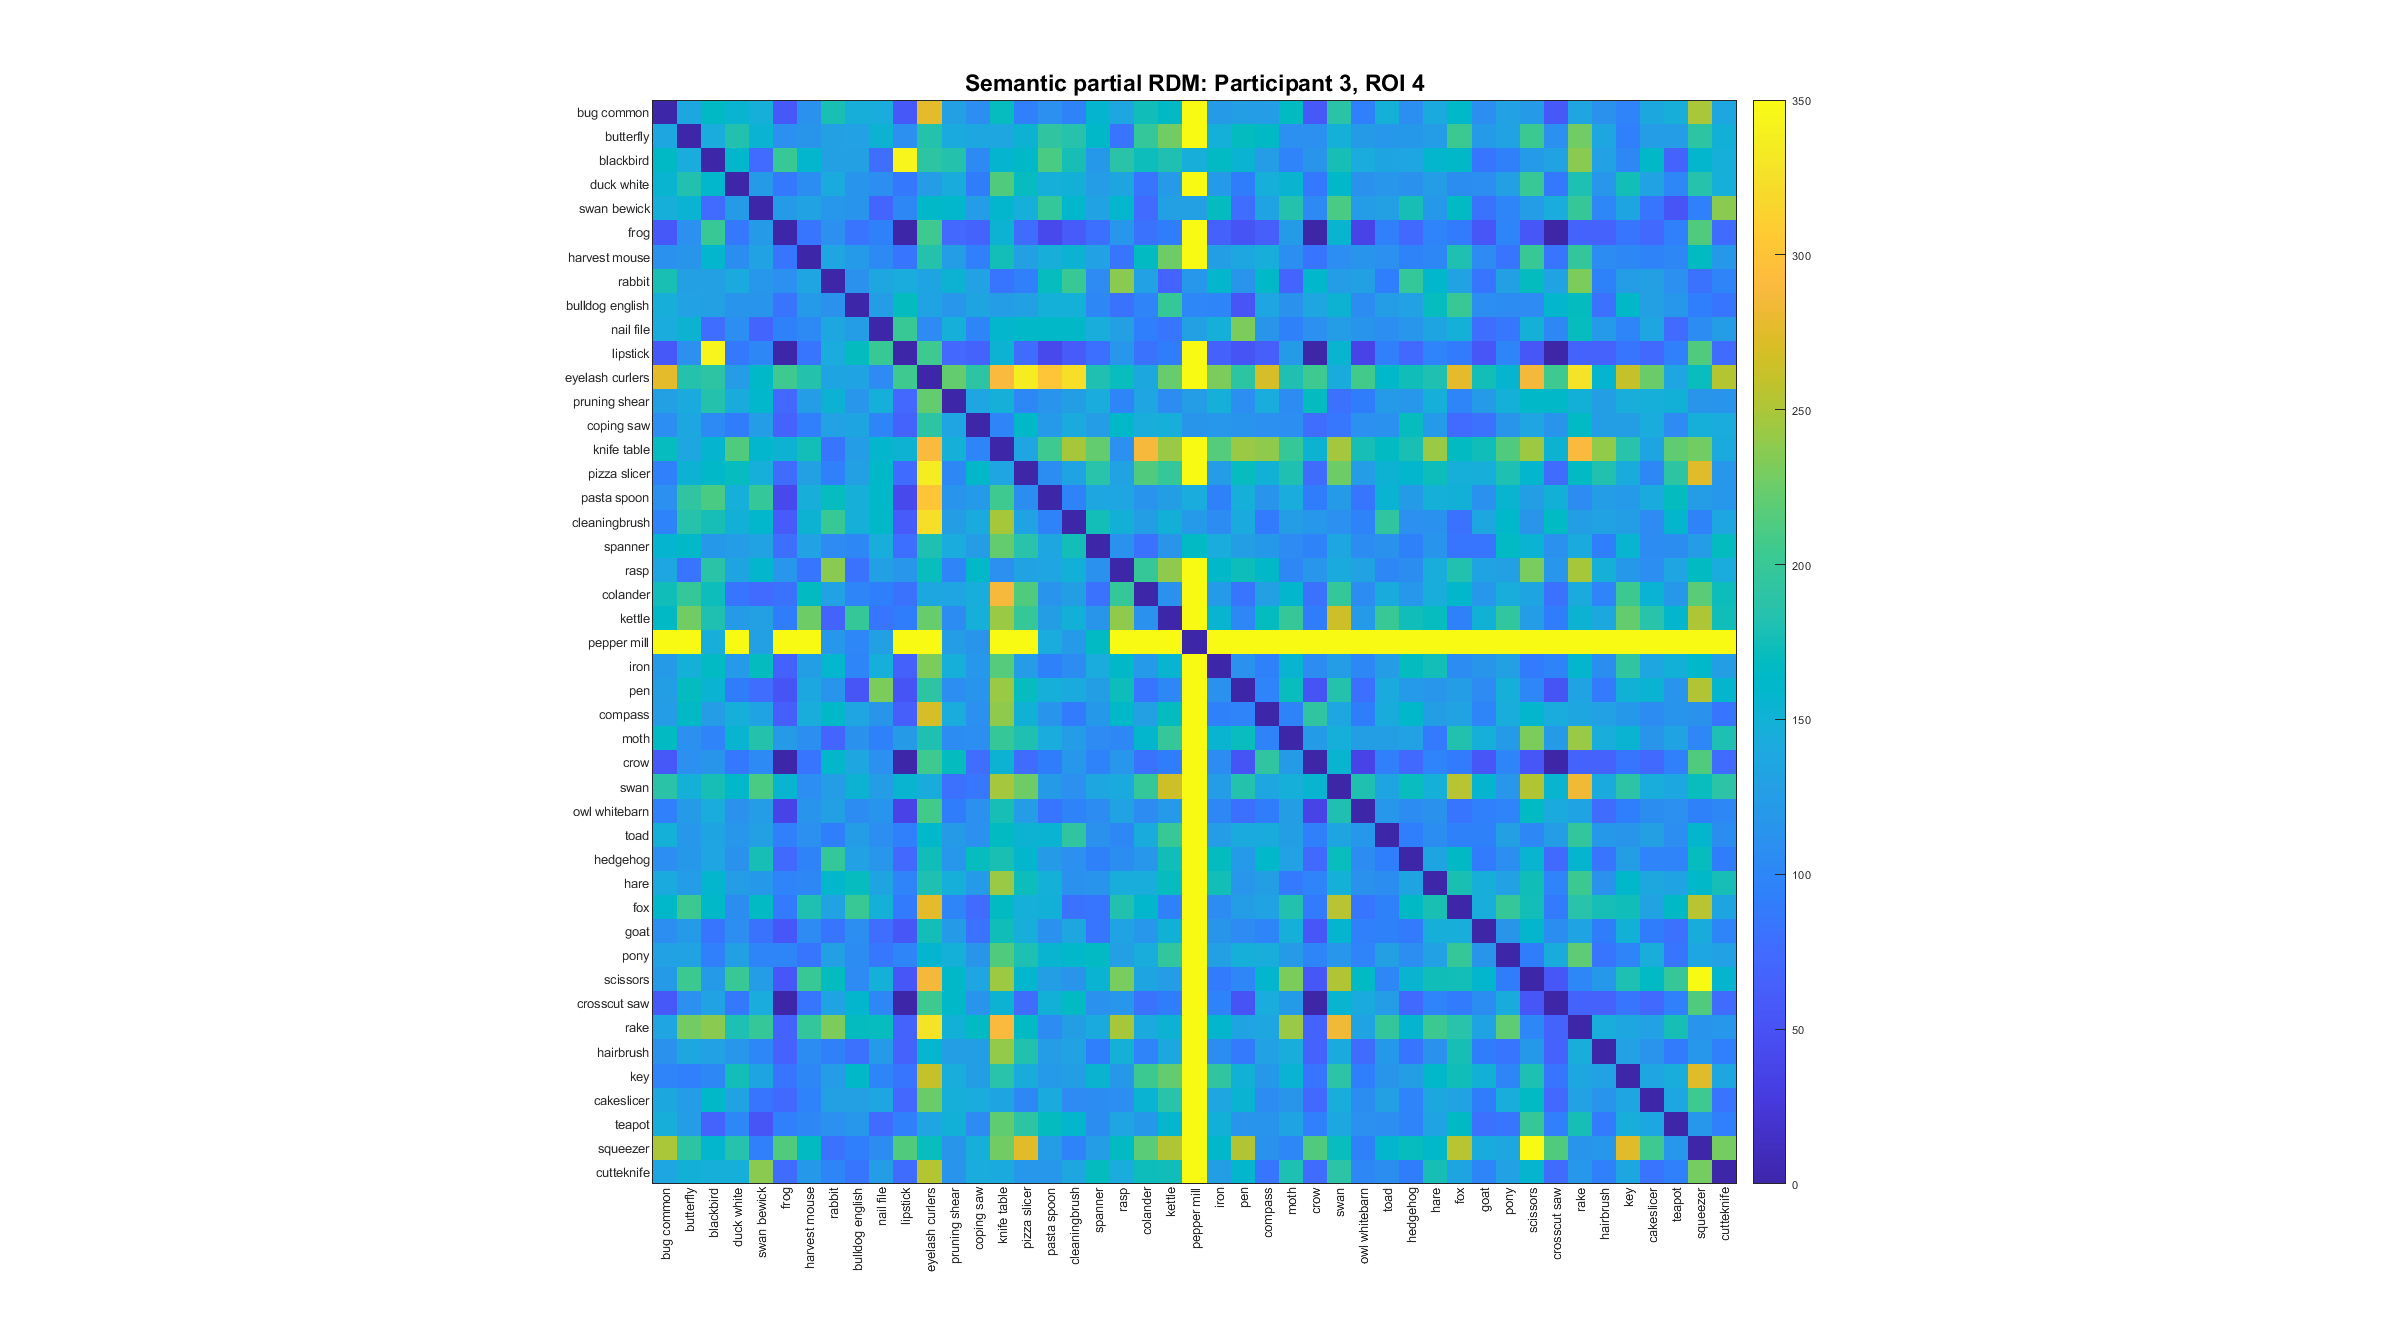 Semantic partial RDM: Participant 3, ROI 4
bug common
butterfly
blackbird
duck white
swan bewick
frog
harvest mouse
rabbit
bulldog english
nail file
lipstick
eyelash curlers
pruning shear
coping saw
knife table
pizza slicer
pasta spoon
cleaningbrush
spanner
rasp
colander
kettle
pepper mill
iron
pen
compass
moth
crow
swan
owl whitebarn
toad
hedgehog
hare
fox
goat
pony
scissors
crosscut saw
rake
hairbrush
key
cakeslicer
teapot
squeezer
cutteknife
bug common
butterfly
blackbird
duck white
swan bewick
frog
harvest mouse
rabbit
bulldog english
nail file
lipstick
eyelash curlers
pruning shear
coping saw
knife table
pizza slicer
pasta spoon
cleaningbrush
spanner
rasp
colander
kettle
pepper mill
iron
pen
compass
moth
crow
swan
owl whitebarn
toad
hedgehog
hare
fox
goat
pony
scissors
crosscut saw
rake
hairbrush
key
cakeslicer
teapot
squeezer
cutteknife
350
300
250
200
150
100
50
0